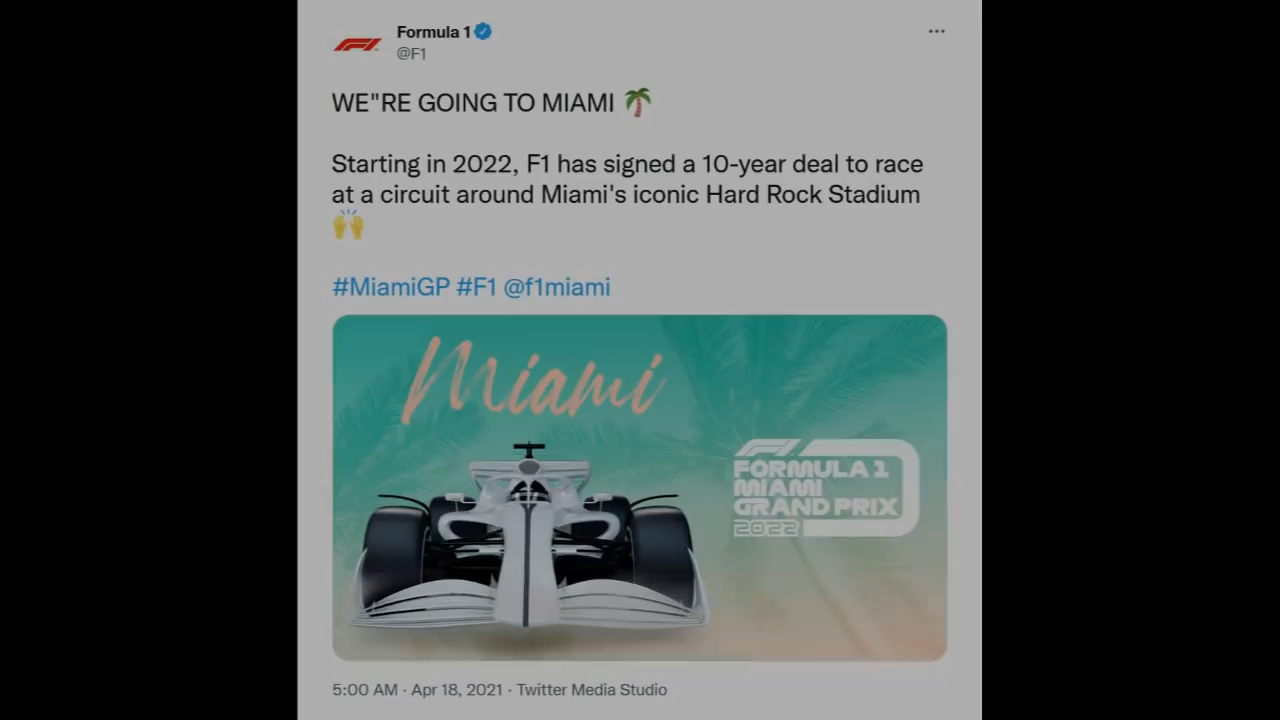 Formula 1
@F1
WE"RE GOING TO MIAMI
Starting in 2022, F1 has signed a 10-year deal to race
at a circuit around Miami's iconic Hard Rock Stadium
#MiamiGP #F1 @f1miami
Miami
FORMULA 1
MIAMI
GRAND PRIX
2022
5:00 AM · Apr 18, 2021 · Twitter Media Studio